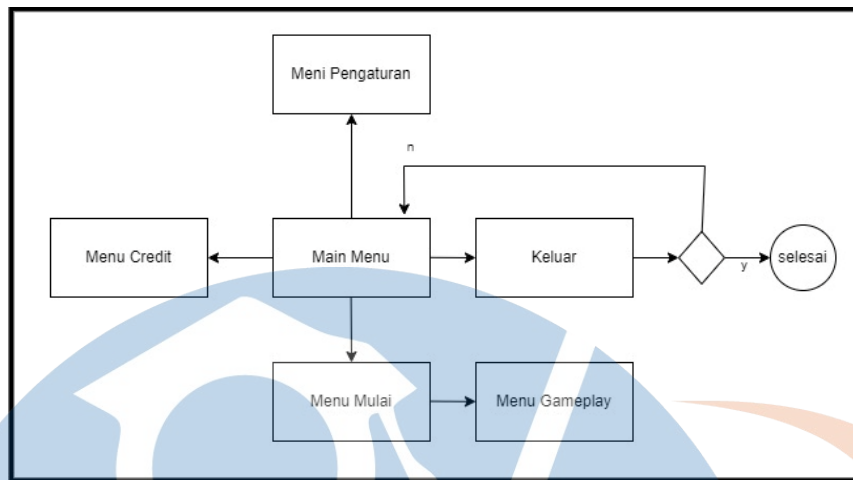 Meni Pengaturan
n
Menu Credit
Main Menu
Keluar
y
selesai
Menu Mulai
Menu Gameplay